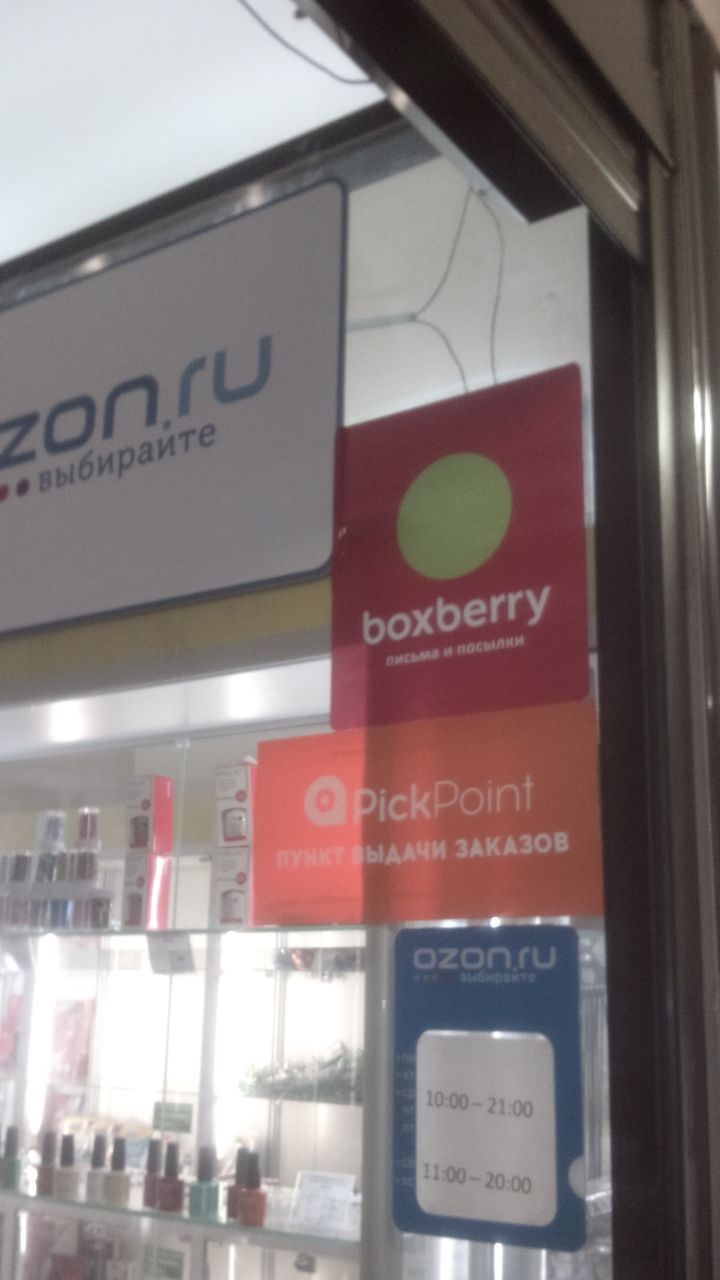 zon.ru
выбирайте
boxberry
письма и посылки
PickPoint
ПУНКТ ВЫДАЧИ ЗАКАЗОВ
ozon.ru
выбирайте
10:00 – 21:00
11:00 – 20:00